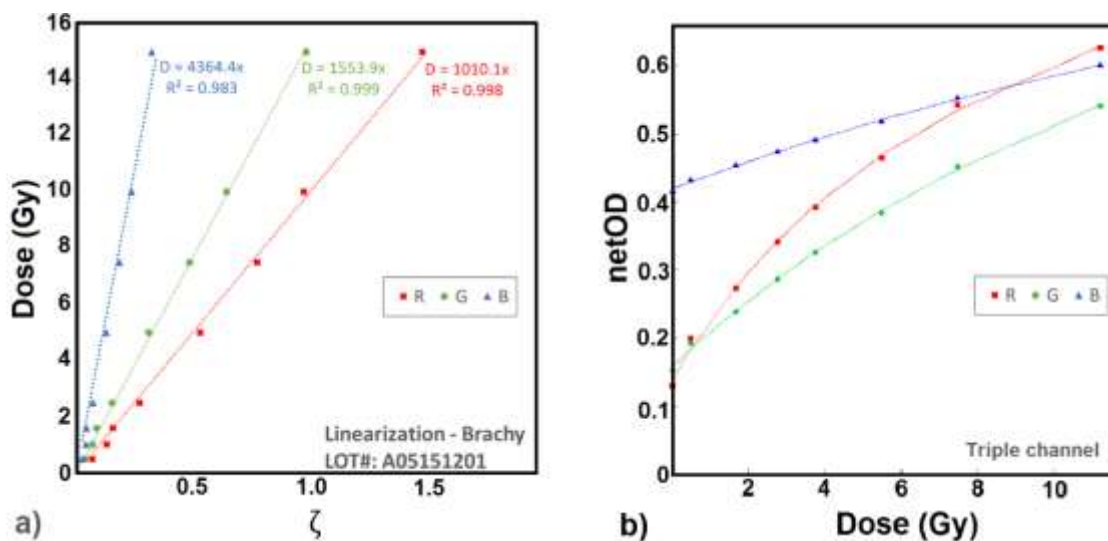 16
14
12
10
8
6
4
2
0
Dose (Gy)
D = 4364.4x
R² = 0.983
D = 1553.9x
R² = 0.999
D = 1010.1x
R² = 0.998
R G B
Linearization - Brachy
LOT#: A05151201
0.5 1.0 1.5
ζ
a)
0.6
0.5
0.4
0.3
0.2
0.1
0
netOD
R G B
Triple channel
2 4 6 8 10
Dose (Gy)
b)